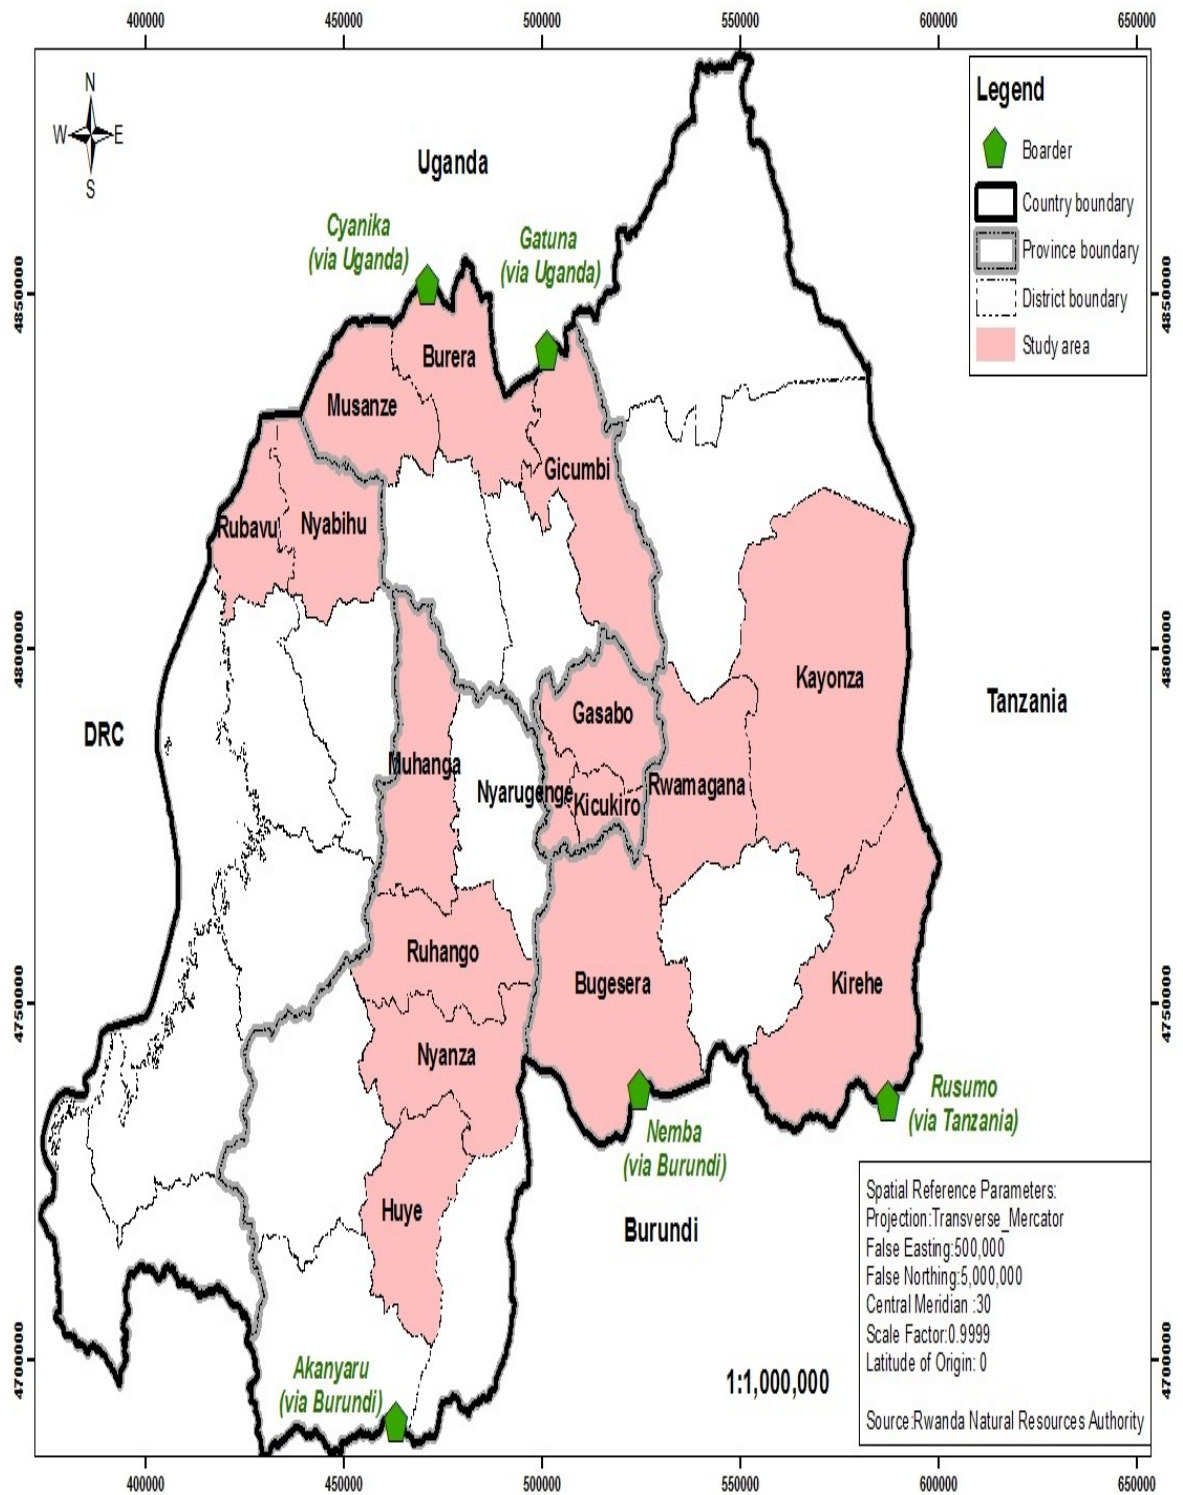 400000
450000
500000
550000
600000
650000
N
W E
S
Uganda
Legend
Boarder
Country boundary
Province boundary
District boundary
Study area
Cyanika
(via Uganda)
Gatuna
(via Uganda)
4850000
4850000
Burera
Musanze
Gicumbi
Rubavu
Nyabihu
4800000
4800000
Kayonza
Tanzania
DRC
Gasabo
Muhanga
Nyarugenge
Kicukiro
Rwamagana
Ruhango
Bugesera
Kirehe
4750000
4750000
Nyanza
Rusumo
(via Tanzania)
Nemba
(via Burundi)
Huye
Burundi
Spatial Reference Parameters:
Projection:Transverse_Mercator
False Easting:500,000
False Northing:5,000,000
Central Meridian :30
Scale Factor:0.9999
Latitude of Origin: 0
Source:Rwanda Natural Resources Authority
4700000
4700000
Akanyaru
(via Burundi)
1:1,000,000
400000
450000
500000
550000
600000
650000